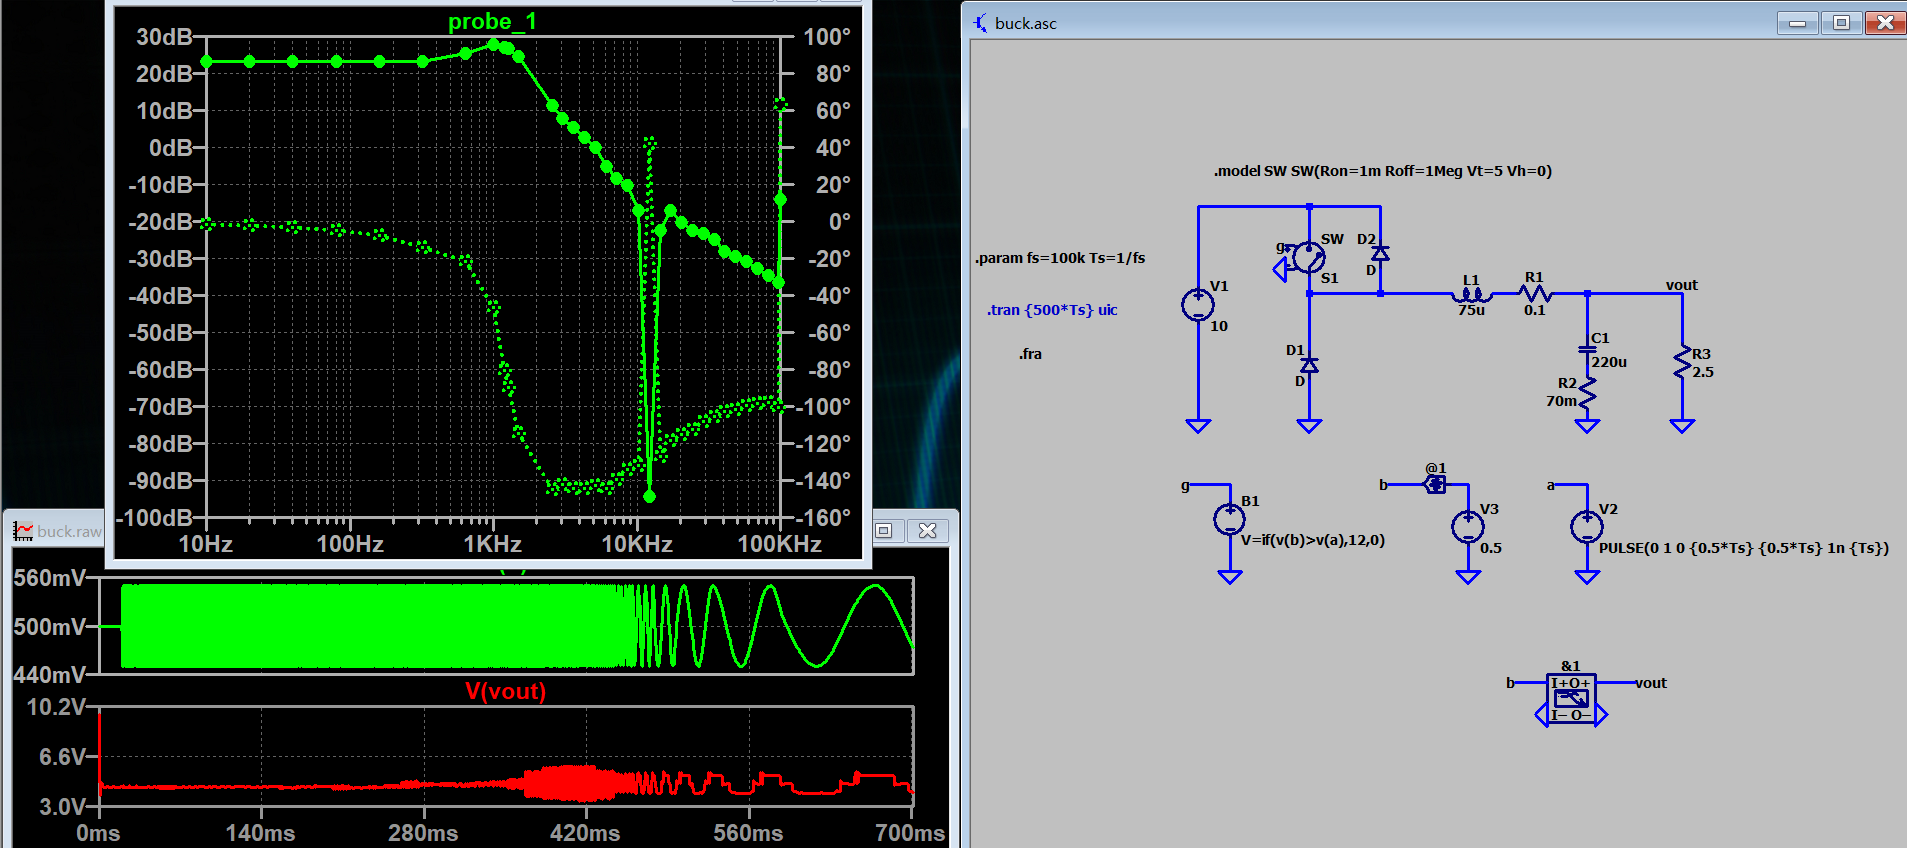 probe_1
30dB
20dB
10dB
0dB
-10dB
-20dB
-30dB
-40dB
-50dB
-60dB
-70dB
-80dB
-90dB
-100dB
100°
80°
60°
40°
20°
0°
-20°
-40°
-60°
-80°
-100°
-120°
-140°
-160°
10Hz 100Hz 1KHz 10KHz 100KHz
buck.raw
560mV
500mV
440mV
V(vout)
10.2V
6.6V
3.0V
0ms 140ms 280ms 420ms 560ms 700ms
buck.asc
.model SW SW(Ron=1m Roff=1Meg Vt=5 Vh=0)
.param fs=100k Ts=1/fs
.tran {500*Ts} uic
.fra
V1
10
g
SW
S1
D2
D
D1
D
L1
75u
R1
0.1
vout
C1
220u
R2
70m
R3
2.5
g
B1
V=if(v(b)>v(a),12,0)
@1
b
V3
0.5
a
V2
PULSE(0 1 0 {0.5*Ts} {0.5*Ts} 1n {Ts})
&1
b
I+O+
I− O−
vout